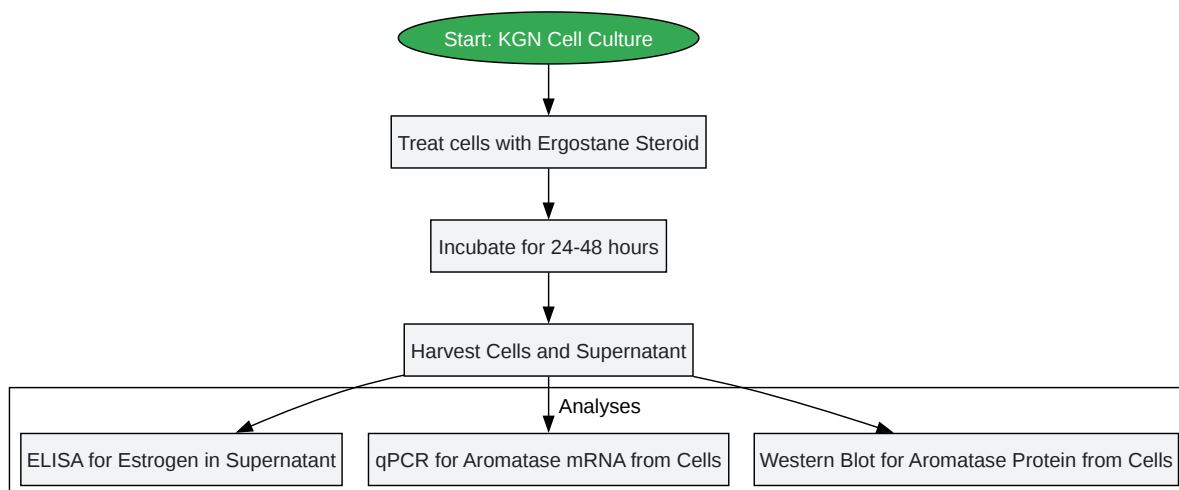 Start: KGN Cell Culture
Treat cells with Ergostane Steroid
Incubate for 24-48 hours
Harvest Cells and Supernatant
Analyses
ELISA for Estrogen in Supernatant
qPCR for Aromatase mRNA from Cells
Western Blot for Aromatase Protein from Cells